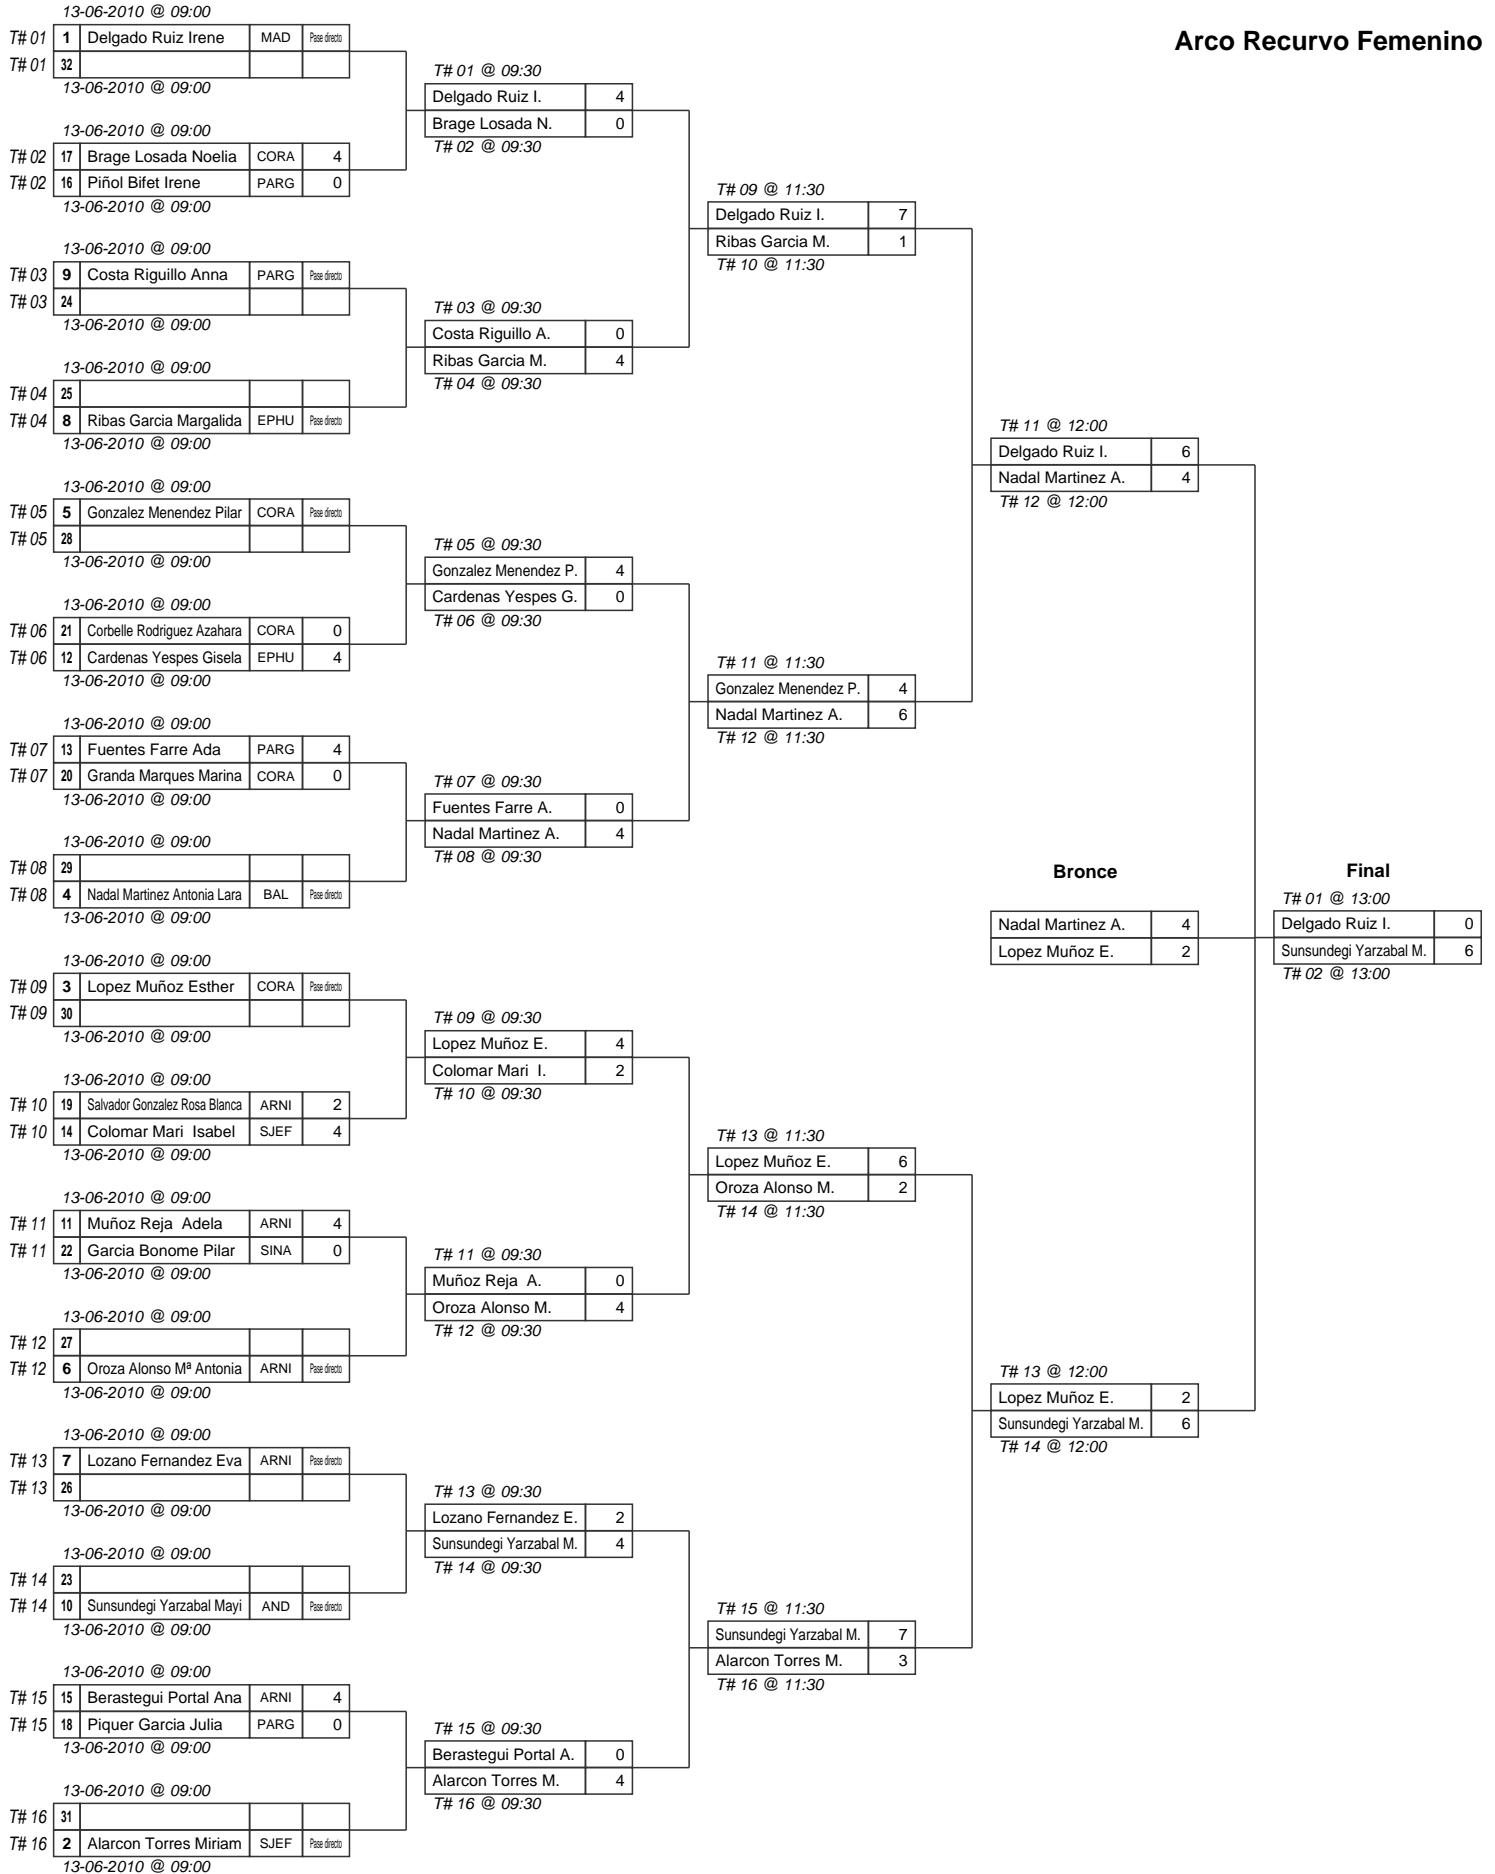 Arco Recurvo Femenino
13-06-2010 @ 09:00
T# 01 1 Delgado Ruiz Irene MAD Pase directo
T# 01 32
13-06-2010 @ 09:00
13-06-2010 @ 09:00
T# 02 17 Brage Losada Noelia CORA 4
T# 02 16 Piñol Bifet Irene PARG 0
13-06-2010 @ 09:00
13-06-2010 @ 09:00
T# 03 9 Costa Riguillo Anna PARG Pase directo
T# 03 24
13-06-2010 @ 09:00
13-06-2010 @ 09:00
T# 04 25
T# 04 8 Ribas Garcia Margalida EPHU Pase directo
13-06-2010 @ 09:00
13-06-2010 @ 09:00
T# 05 5 Gonzalez Menendez Pilar CORA Pase directo
T# 05 28
13-06-2010 @ 09:00
13-06-2010 @ 09:00
T# 06 21 Corbelle Rodriguez Azahara CORA 0
T# 06 12 Cardenas Yespes Gisela EPHU 4
13-06-2010 @ 09:00
13-06-2010 @ 09:00
T# 07 13 Fuentes Farre Ada PARG 4
T# 07 20 Granda Marques Marina CORA 0
13-06-2010 @ 09:00
13-06-2010 @ 09:00
T# 08 29
T# 08 4 Nadal Martinez Antonia Lara BAL Pase directo
13-06-2010 @ 09:00
13-06-2010 @ 09:00
T# 09 3 Lopez Muñoz Esther CORA Pase directo
T# 09 30
13-06-2010 @ 09:00
13-06-2010 @ 09:00
T# 10 19 Salvador Gonzalez Rosa Blanca ARNI 2
T# 10 14 Colomar Mari Isabel SJEF 4
13-06-2010 @ 09:00
13-06-2010 @ 09:00
T# 11 11 Muñoz Reja Adela ARNI 4
T# 11 22 Garcia Bonome Pilar SINA 0
13-06-2010 @ 09:00
13-06-2010 @ 09:00
T# 12 27
T# 12 6 Oroza Alonso Mª Antonia ARNI Pase directo
13-06-2010 @ 09:00
13-06-2010 @ 09:00
T# 13 7 Lozano Fernandez Eva ARNI Pase directo
T# 13 26
13-06-2010 @ 09:00
13-06-2010 @ 09:00
T# 14 23
T# 14 10 Sunsundegi Yarzabal Mayi AND Pase directo
13-06-2010 @ 09:00
13-06-2010 @ 09:00
T# 15 15 Berastegui Portal Ana ARNI 4
T# 15 18 Piquer Garcia Julia PARG 0
13-06-2010 @ 09:00
13-06-2010 @ 09:00
T# 16 31
T# 16 2 Alarcon Torres Miriam SJEF Pase directo
13-06-2010 @ 09:00
T# 01 @ 09:30
Delgado Ruiz I. 4
Brage Losada N. 0
T# 02 @ 09:30
T# 03 @ 09:30
Costa Riguillo A. 0
Ribas Garcia M. 4
T# 04 @ 09:30
T# 05 @ 09:30
Gonzalez Menendez P. 4
Cardenas Yespes G. 0
T# 06 @ 09:30
T# 07 @ 09:30
Fuentes Farre A. 0
Nadal Martinez A. 4
T# 08 @ 09:30
T# 09 @ 09:30
Lopez Muñoz E. 4
Colomar Mari I. 2
T# 10 @ 09:30
T# 11 @ 09:30
Muñoz Reja A. 0
Oroza Alonso M. 4
T# 12 @ 09:30
T# 13 @ 09:30
Lozano Fernandez E. 2
Sunsundegi Yarzabal M. 4
T# 14 @ 09:30
T# 15 @ 09:30
Berastegui Portal A. 0
Alarcon Torres M. 4
T# 16 @ 09:30
T# 09 @ 11:30
Delgado Ruiz I. 7
Ribas Garcia M. 1
T# 10 @ 11:30
T# 11 @ 11:30
Gonzalez Menendez P. 4
Nadal Martinez A. 6
T# 12 @ 11:30
T# 13 @ 11:30
Lopez Muñoz E. 6
Oroza Alonso M. 2
T# 14 @ 11:30
T# 15 @ 11:30
Sunsundegi Yarzabal M. 7
Alarcon Torres M. 3
T# 16 @ 11:30
T# 11 @ 12:00
Delgado Ruiz I. 6
Nadal Martinez A. 4
T# 12 @ 12:00
Bronce
Nadal Martinez A. 4
Lopez Muñoz E. 2
T# 13 @ 12:00
Lopez Muñoz E. 2
Sunsundegi Yarzabal M. 6
T# 14 @ 12:00
Final
T# 01 @ 13:00
Delgado Ruiz I. 0
Sunsundegi Yarzabal M. 6
T# 02 @ 13:00